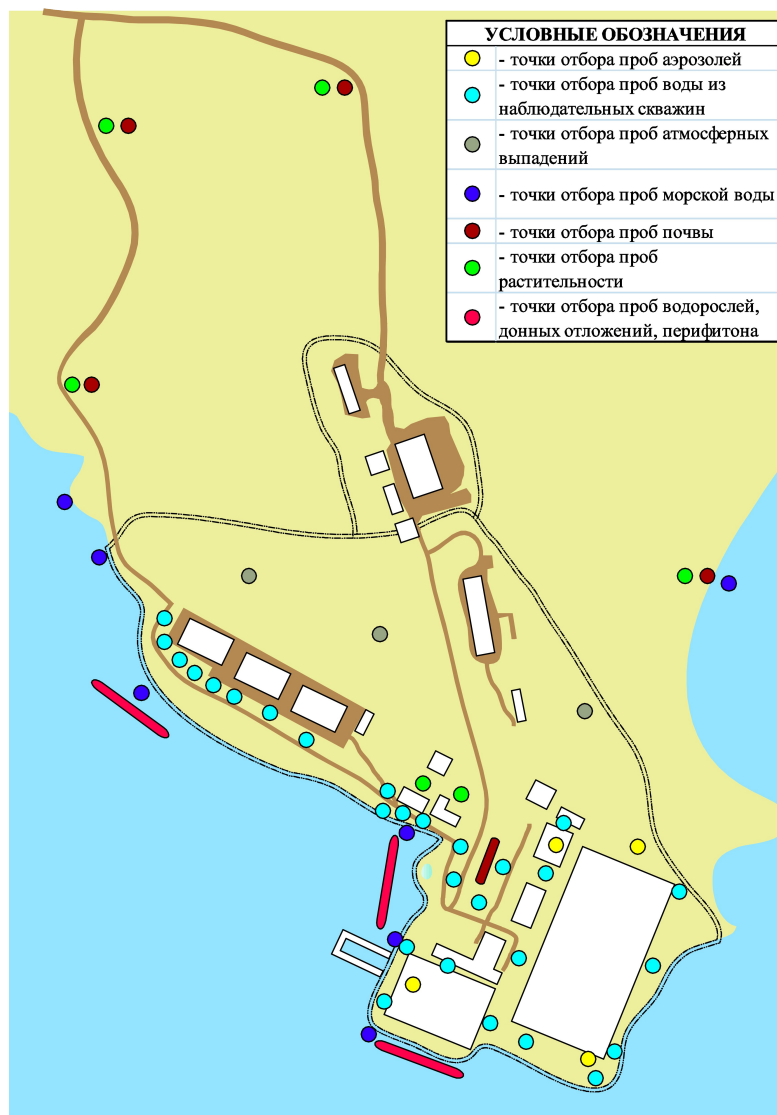 УСЛОВНЫЕ ОБОЗНАЧЕНИЯ
- точки отбора проб аэрозолей
- точки отбора проб воды из
наблюдательных скважин
- точки отбора проб атмосферных
выпадений
- точки отбора проб морской воды
- точки отбора проб почвы
- точки отбора проб
растительности
- точки отбора проб водорослей,
донных отложений, перифитона